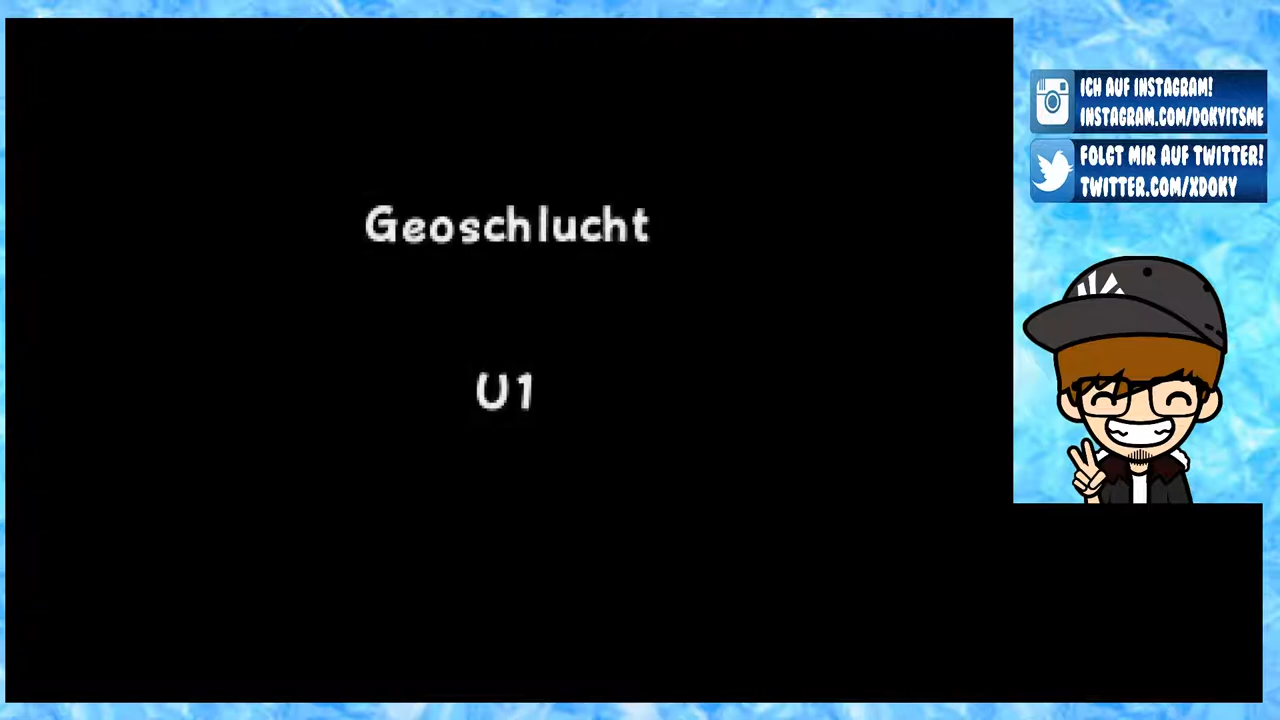 Geoschlucht
U1
ICH AUF INSTAGRAM!
INSTAGRAM.COM/DOKYITSME
FOLGT MIR AUF TWITTER!
TWITTER.COM/XDOKY